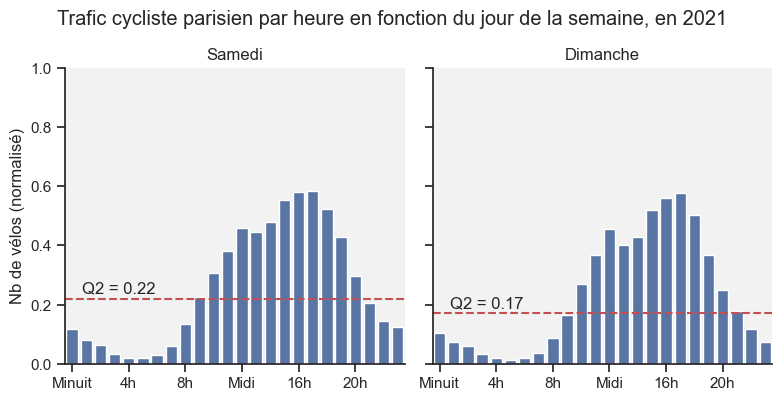 Trafic cycliste parisien par heure en fonction du jour de la semaine, en 2021
Samedi
Dimanche
Nb de vélos (normalisé)
1.0
0.8
0.6
0.4
0.2
0.0
Q2 = 0.22
Q2 = 0.17
Minuit 4h 8h Midi 16h 20h
Minuit 4h 8h Midi 16h 20h